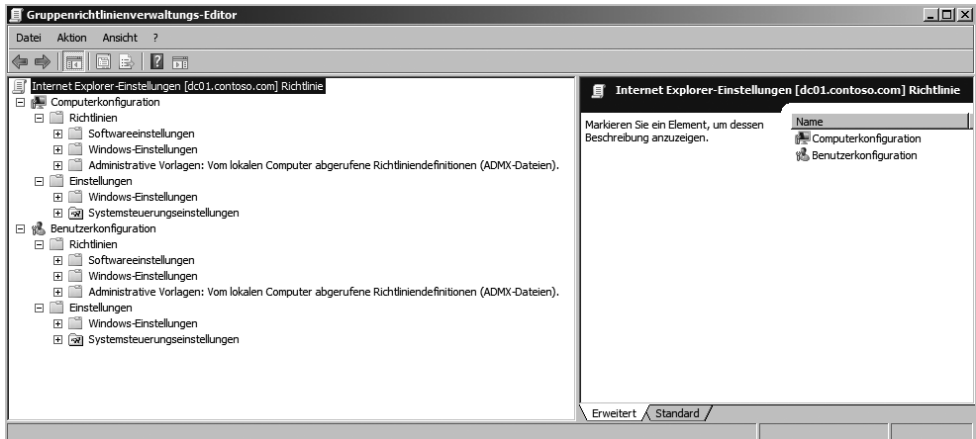 Gruppenrichtlinienverwaltungs-Editor
Datei Aktion Ansicht ?
Internet Explorer-Einstellungen [dc01.contoso.com] Richtlinie
Computerkonfiguration
Richtlinien
Softwareeinstellungen
Windows-Einstellungen
Administrative Vorlagen: Vom lokalen Computer abgerufene Richtliniendefinitionen (ADMX-Dateien).
Einstellungen
Windows-Einstellungen
Systemsteuerungseinstellungen
Benutzerkonfiguration
Richtlinien
Softwareeinstellungen
Windows-Einstellungen
Administrative Vorlagen: Vom lokalen Computer abgerufene Richtliniendefinitionen (ADMX-Dateien).
Einstellungen
Windows-Einstellungen
Systemsteuerungseinstellungen
Internet Explorer-Einstellungen [dc01.contoso.com] Richtlinie
Markieren Sie ein Element, um dessen
Beschreibung anzuzeigen.
Name
Computerkonfiguration
Benutzerkonfiguration
Erweitert Standard